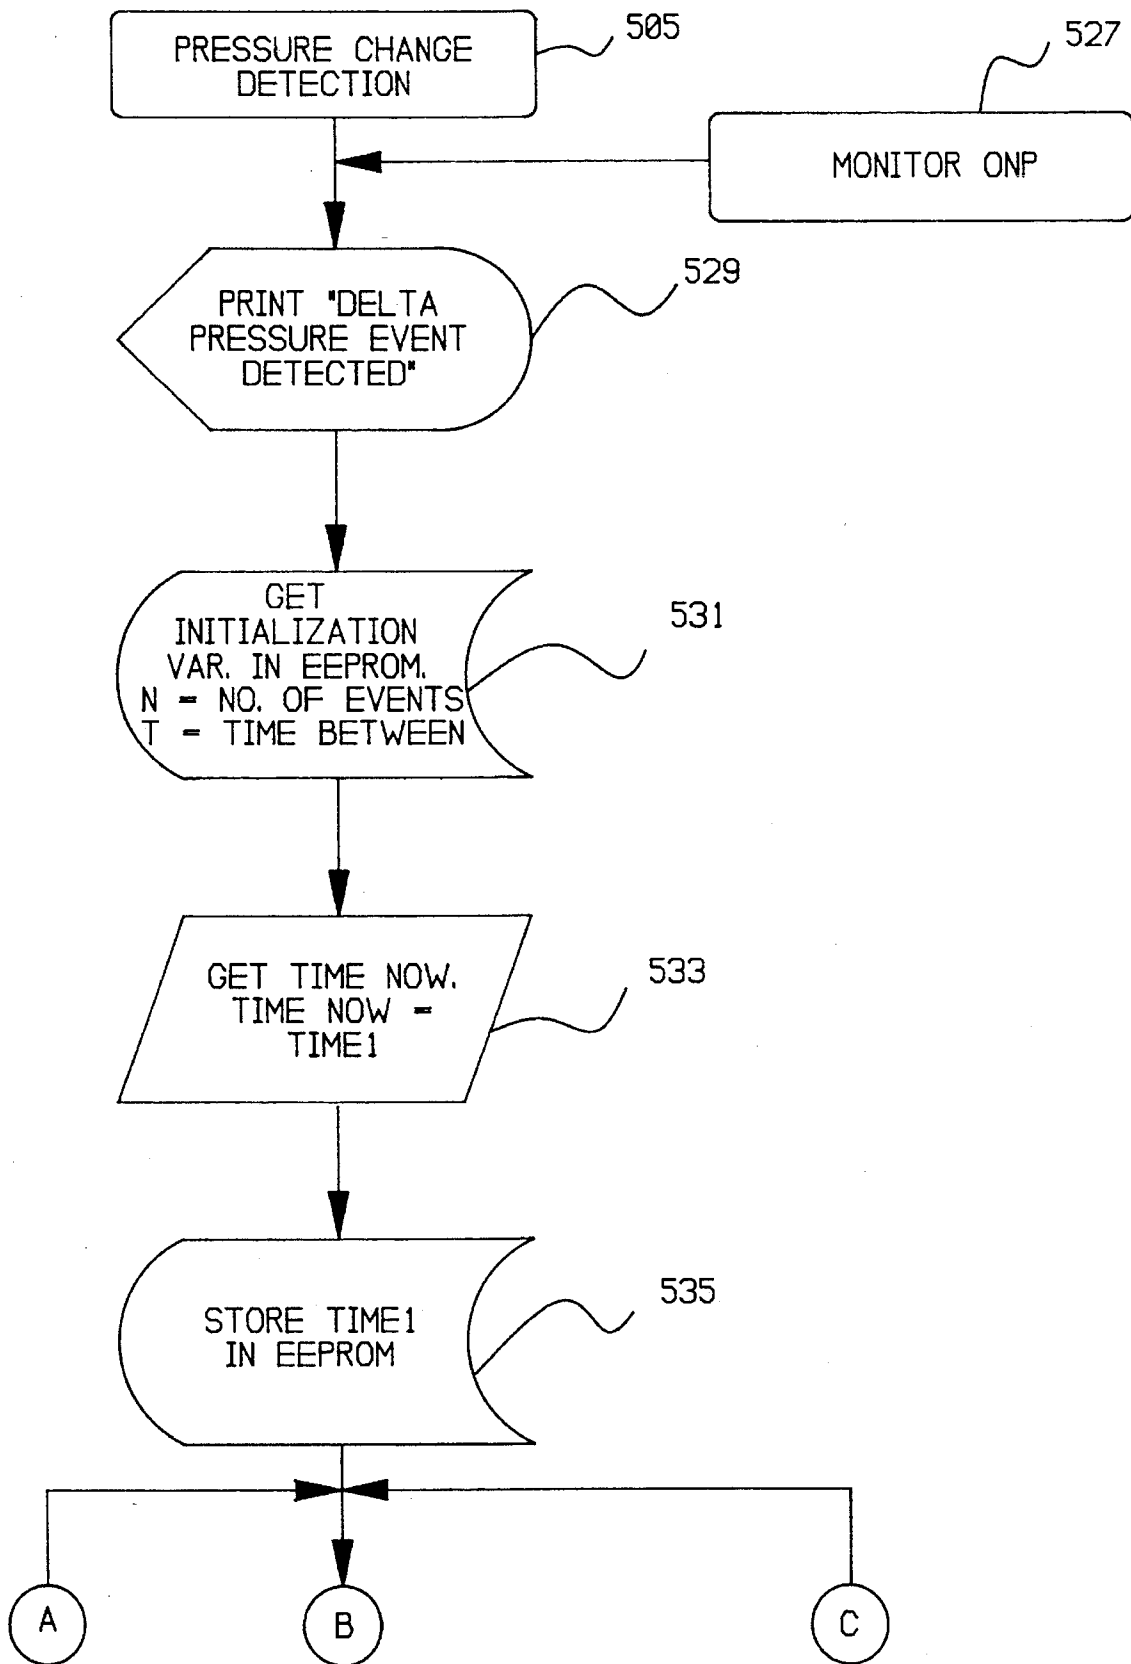 PRESSURE CHANGE
DETECTION
505
527
MONITOR ONP
529
PRINT "DELTA
PRESSURE EVENT
DETECTED"
GET
INITIALIZATION
VAR. IN EEPROM.
N = NO. OF EVENTS
T = TIME BETWEEN
531
GET TIME NOW.
TIME NOW =
TIME1
533
STORE TIME1
IN EEPROM
535
A
B
C